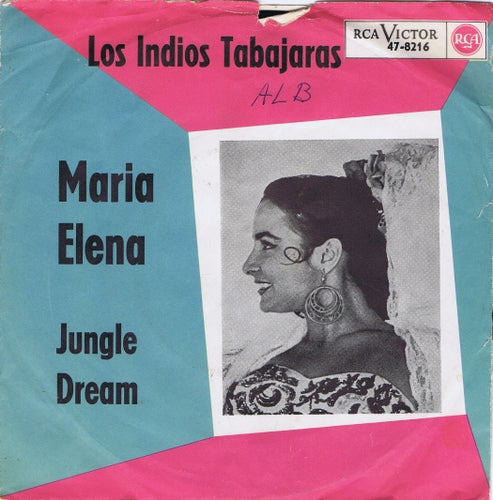 Los Indios Tabajaras
RCA VICTOR
47-8216
RCA
ALB
Maria
Elena
Jungle
Dream